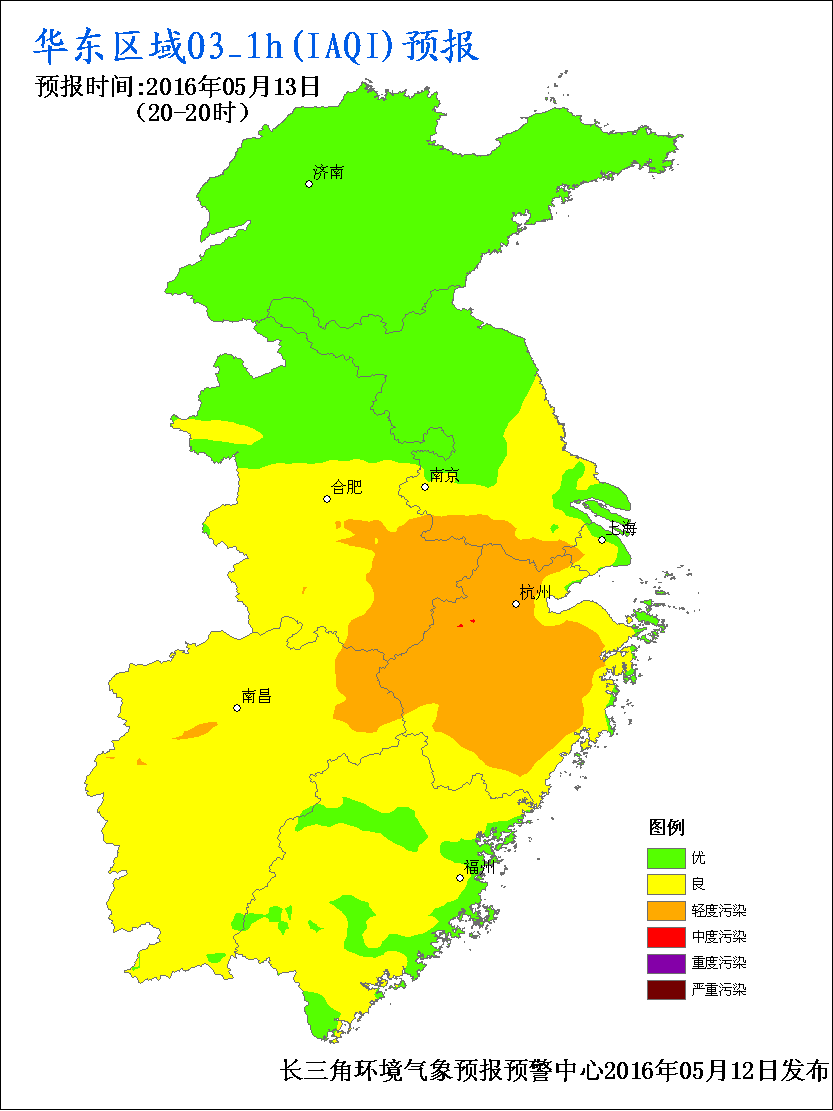 华东区域O3_1h(IAQI)预报
预报时间:2016年05月13日
(20-20时)
济南
南京
合肥
上海
杭州
南昌
福州
图例
优
良
轻度污染
中度污染
重度污染
严重污染
长三角环境气象预报预警中心2016年05月12日发布